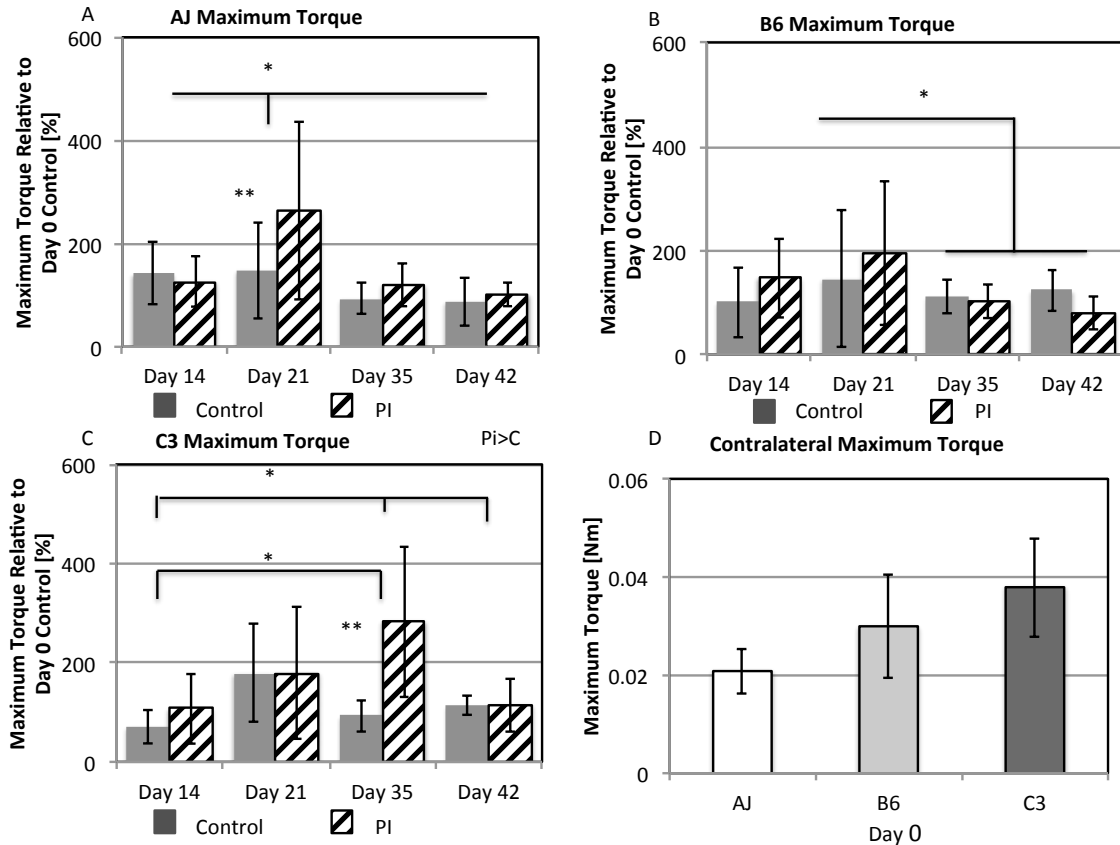 A
AJ Maximum Torque
Maximum Torque Relative to
Day 0 Control [%]
600
400
200
0
*
**
Day 14 Day 21 Day 35 Day 42
Control PI
B
B6 Maximum Torque
Maximum Torque Relative to
Day 0 Control [%]
600
400
200
0
*
Day 14 Day 21 Day 35 Day 42
Control PI
C
C3 Maximum Torque
Pi>C
Maximum Torque Relative to
Day 0 Control [%]
600
400
200
0
*
*
**
Day 14 Day 21 Day 35 Day 42
Control PI
D
Contralateral Maximum Torque
Maximum Torque [Nm]
0.06
0.04
0.02
0
AJ B6 C3
Day 0